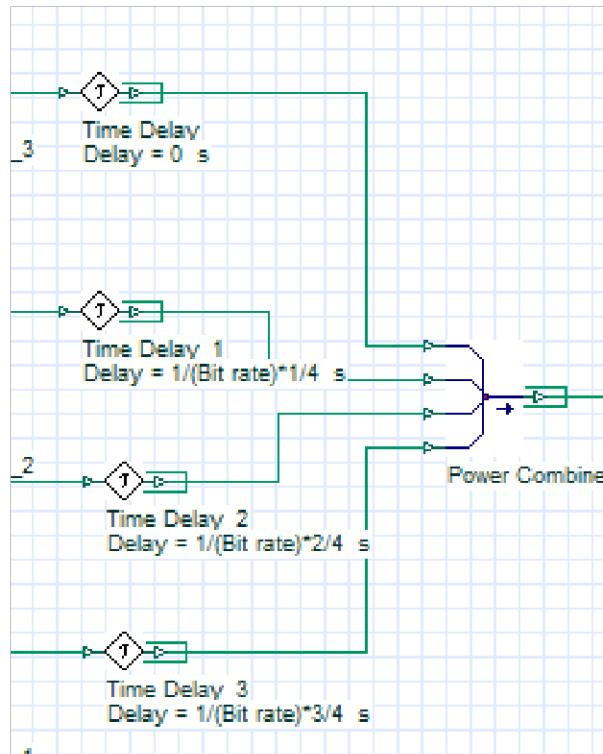 Time Delay
Delay = 0 s
_3
Time Delay 1
Delay = 1/(Bit rate)*1/4 s
_2
Power Combine
Time Delay 2
Delay = 1/(Bit rate)*2/4 s
Time Delay 3
Delay = 1/(Bit rate)*3/4 s